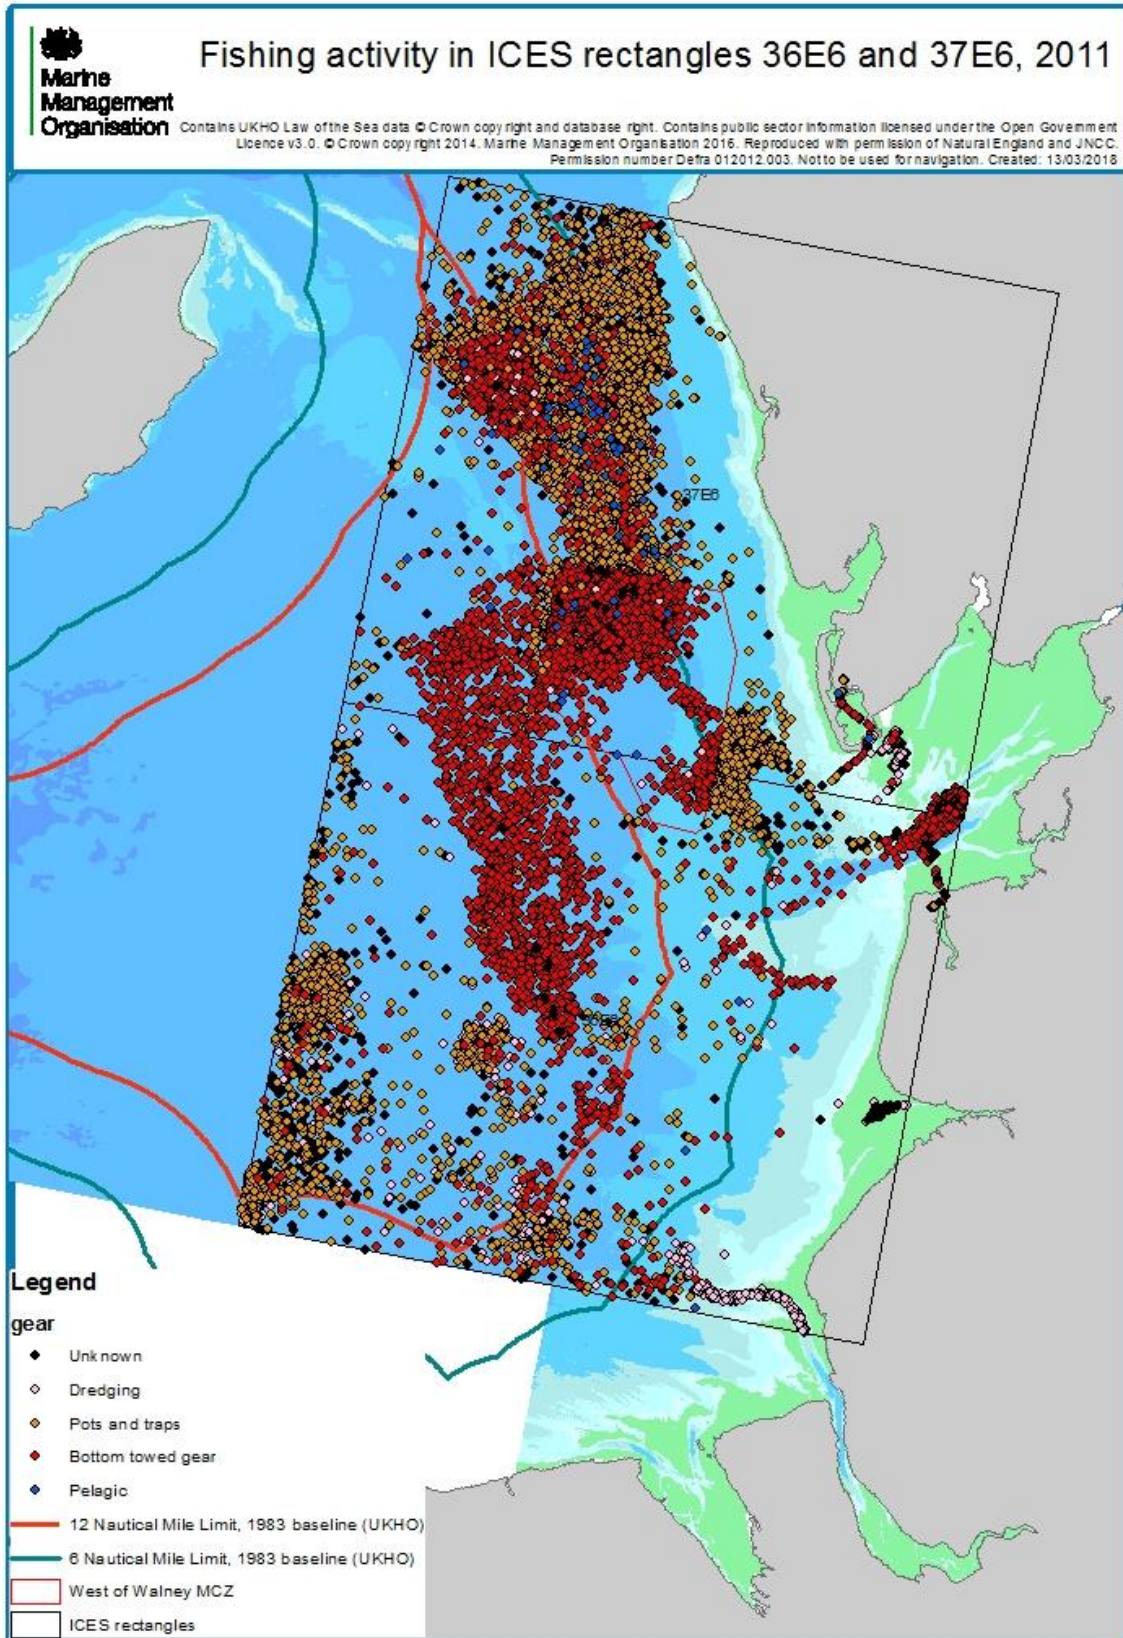 Marine
Management
Organisation
Fishing activity in ICES rectangles 36E6 and 37E6, 2011
Contains UKHO Law of the Sea data © Crown copyright and database right. Contains public sector information licensed under the Open Government
Licence v3.0. © Crown copyright 2014. Marine Management Organisation 2016. Reproduced with permission of Natural England and JNCC.
Permission number Defra 012012.003. Not to be used for navigation. Created: 13/03/2018
37E6
Legend
gear
Unknown
Dredging
Pots and traps
Bottom towed gear
Pelagic
12 Nautical Mile Limit, 1983 baseline (UKHO)
6 Nautical Mile Limit, 1983 baseline (UKHO)
West of Walney MCZ
ICES rectangles